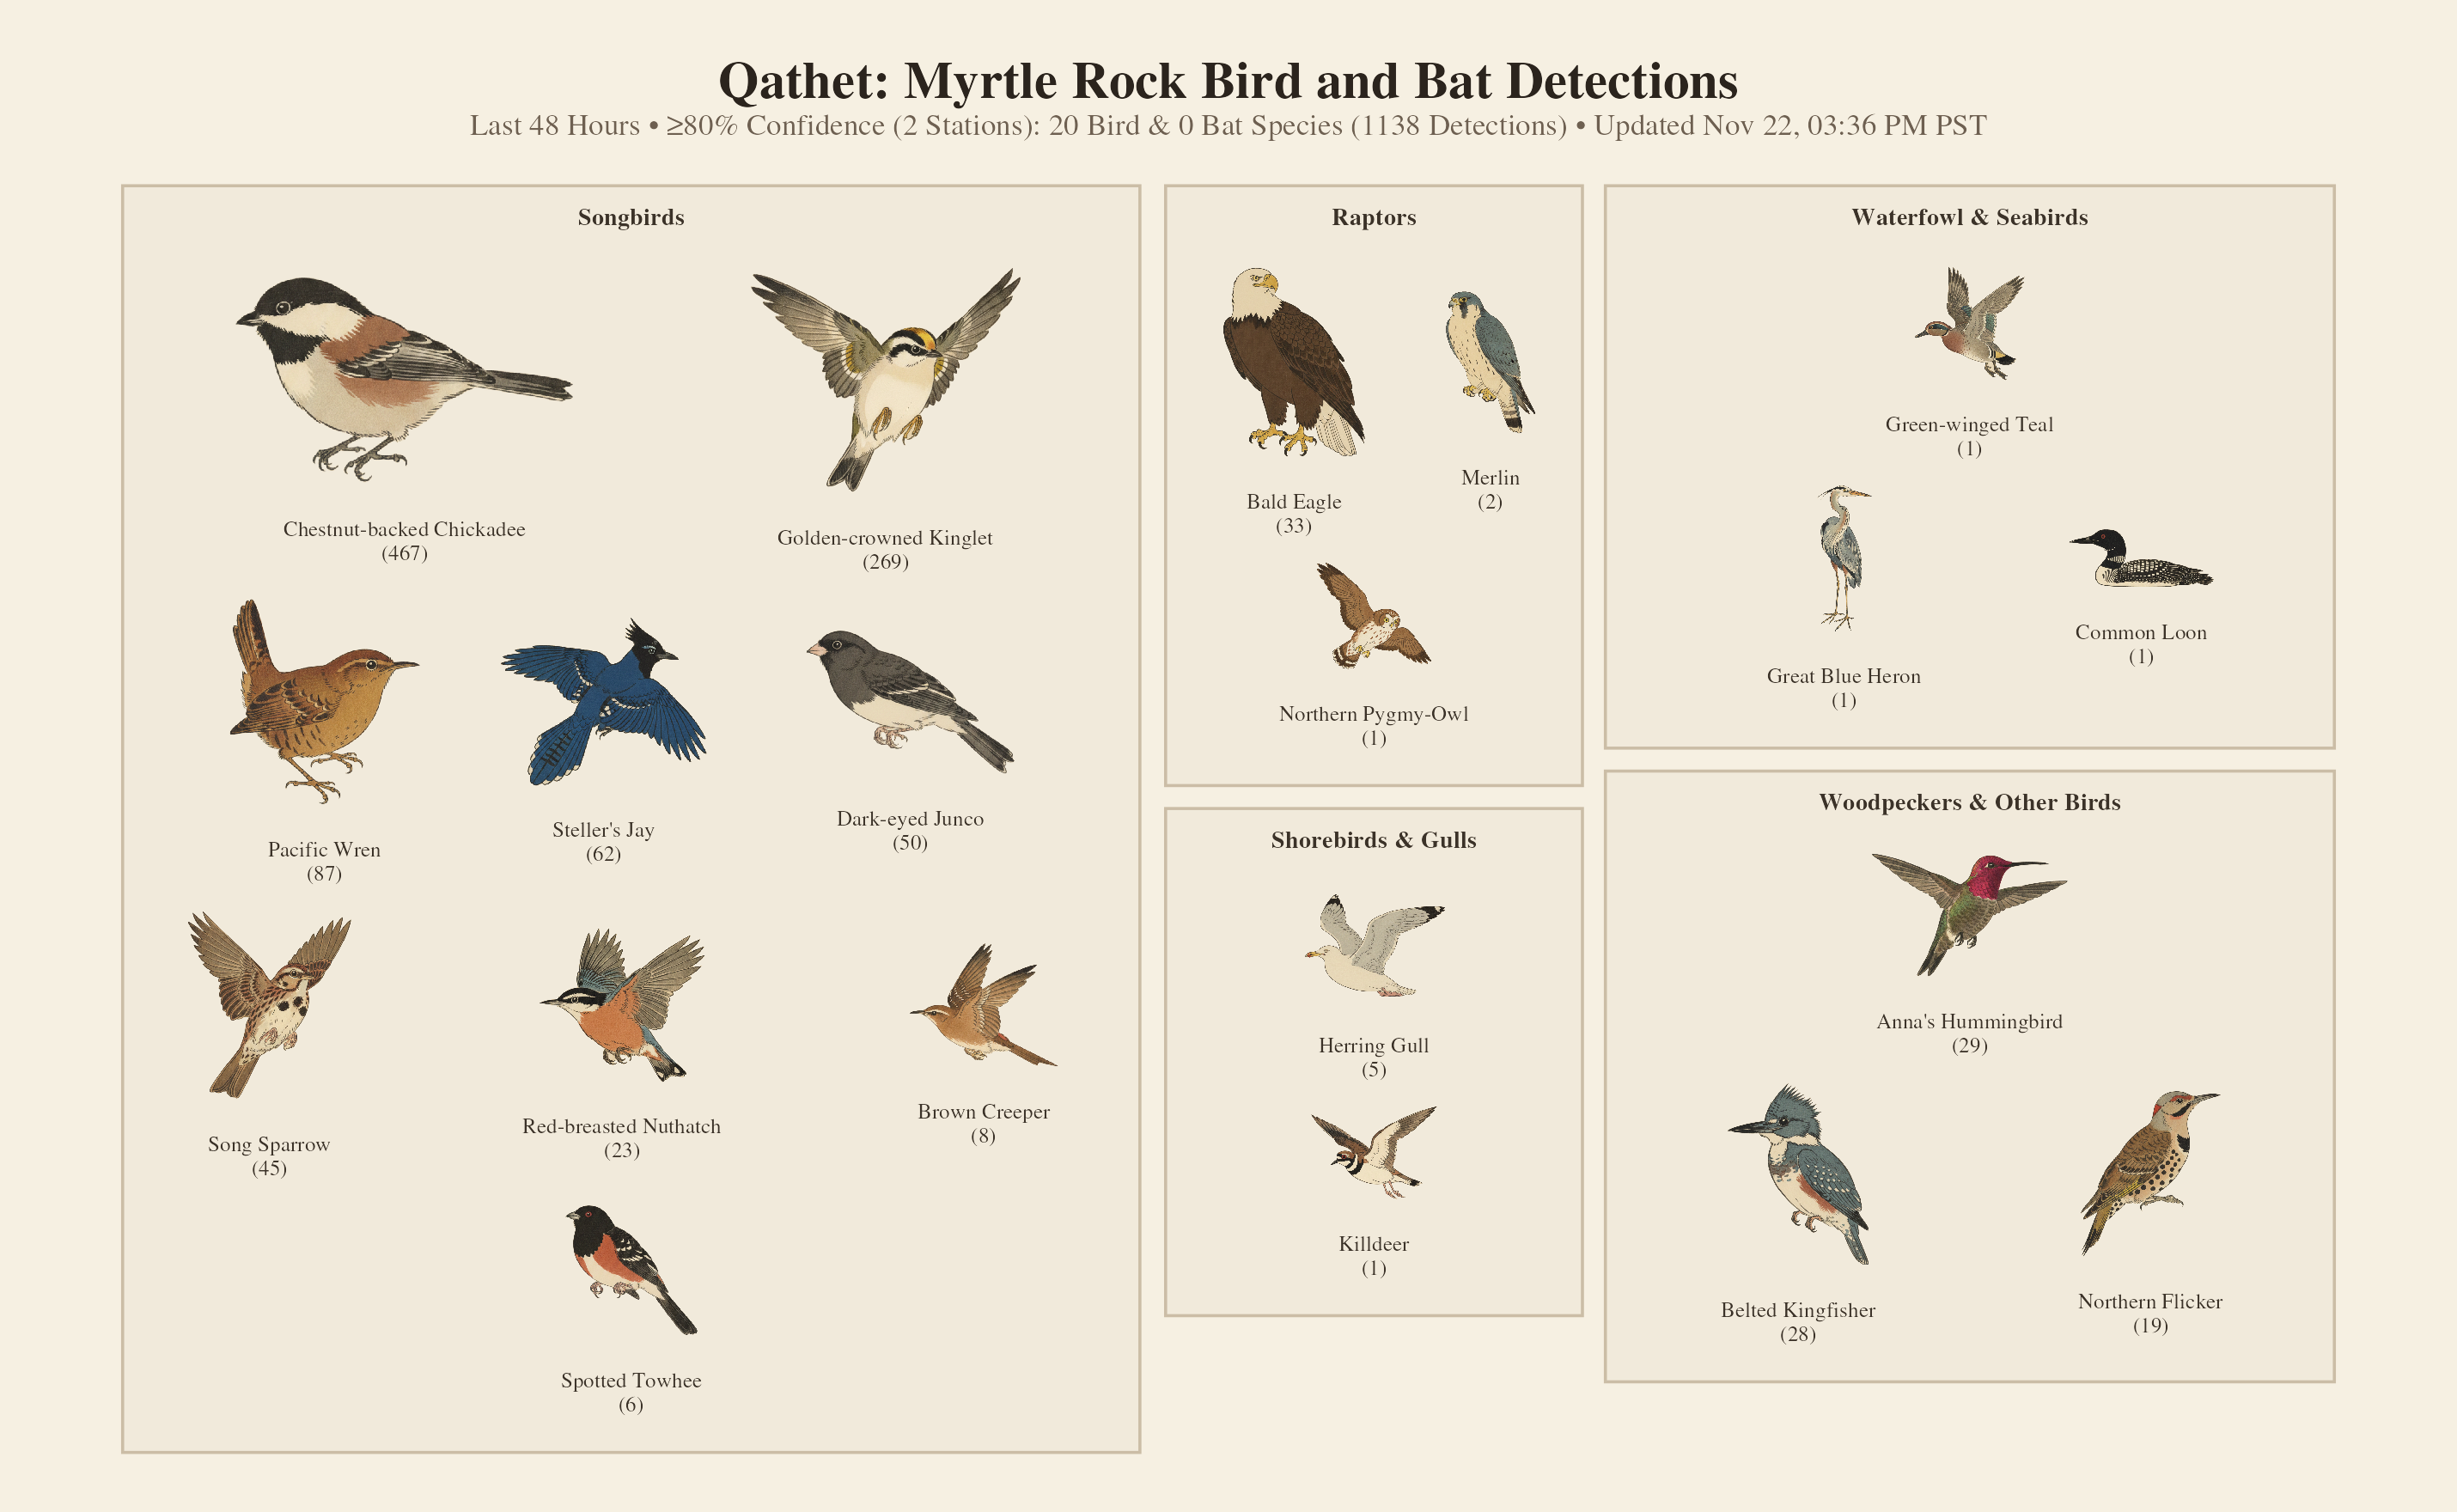 Qathet: Myrtle Rock Bird and Bat Detections
Last 48 Hours • ≥80% Confidence (2 Stations): 20 Bird & 0 Bat Species (1138 Detections) • Updated Nov 22, 03:36 PM PST
Songbirds
Chestnut-backed Chickadee
(467)
Golden-crowned Kinglet
(269)
Pacific Wren
(87)
Steller's Jay
(62)
Dark-eyed Junco
(50)
Song Sparrow
(45)
Red-breasted Nuthatch
(23)
Brown Creeper
(8)
Spotted Towhee
(6)
Raptors
Bald Eagle
(33)
Merlin
(2)
Northern Pygmy-Owl
(1)
Shorebirds & Gulls
Herring Gull
(5)
Killdeer
(1)
Waterfowl & Seabirds
Green-winged Teal
(1)
Great Blue Heron
(1)
Common Loon
(1)
Woodpeckers & Other Birds
Anna's Hummingbird
(29)
Belted Kingfisher
(28)
Northern Flicker
(19)